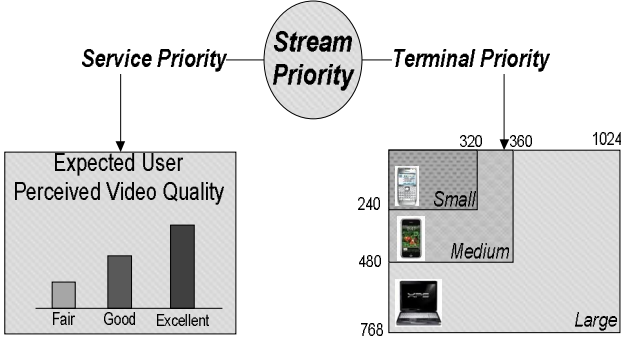 Stream
Priority
Service Priority
Terminal Priority
Expected User
Perceived Video Quality
Fair
Good
Excellent
320
360
1024
Small
240
Medium
480
Large
768